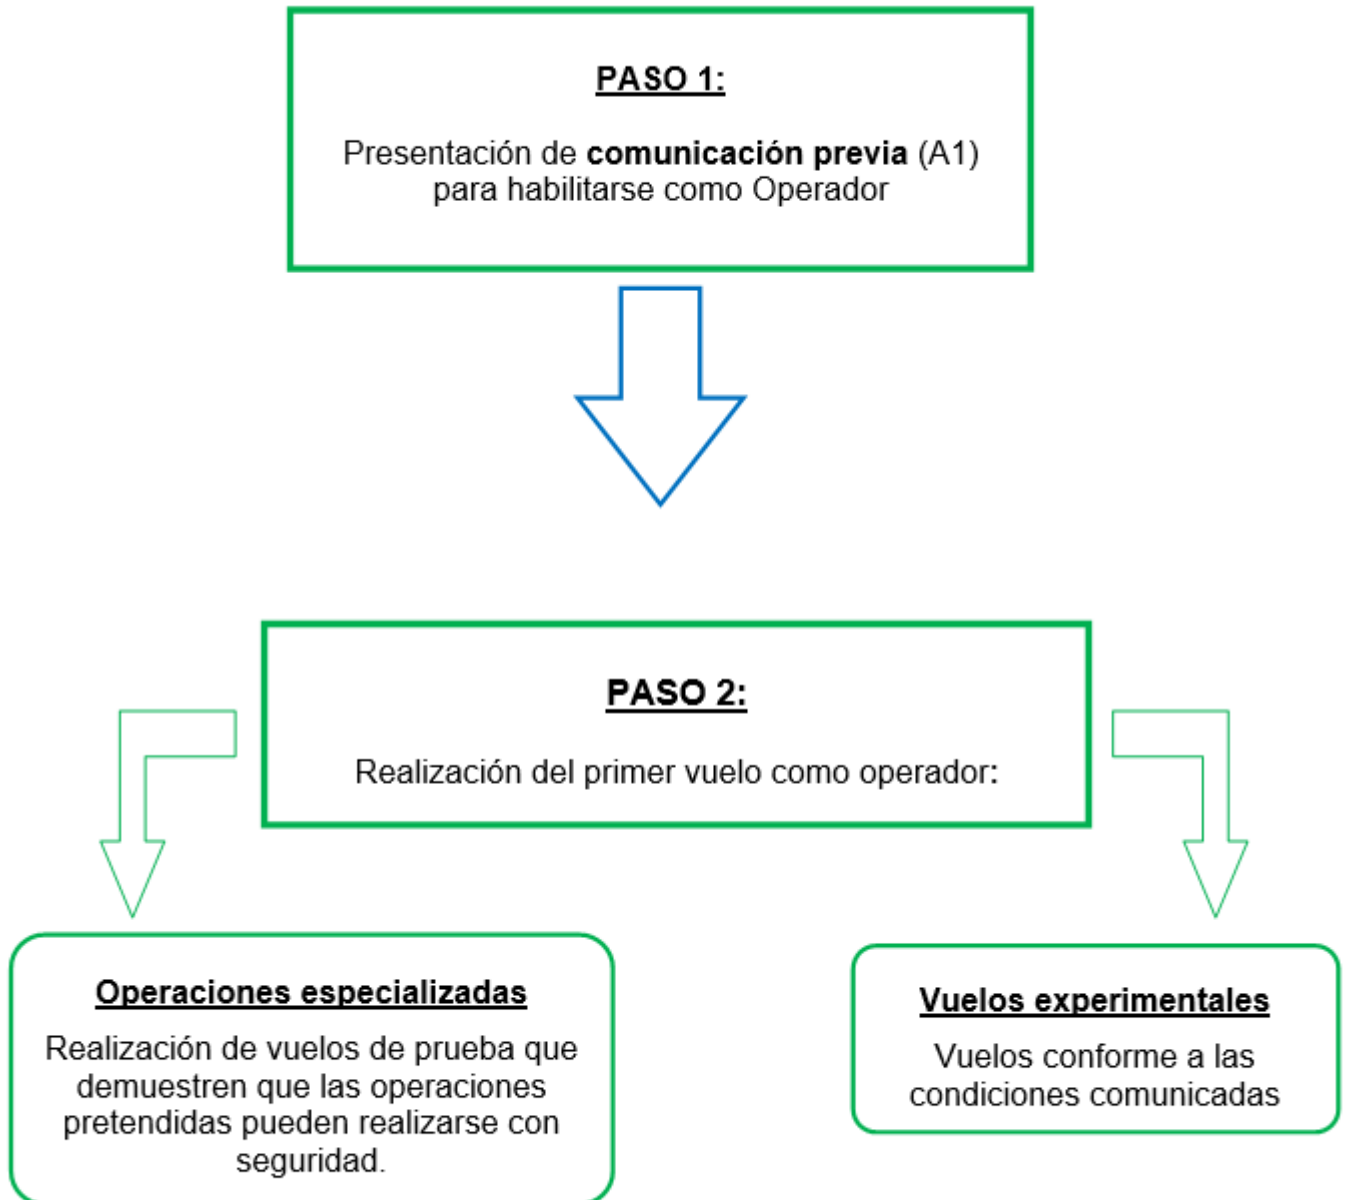 PASO 1:
Presentación de comunicación previa (A1)
para habilitarse como Operador
PASO 2:
Realización del primer vuelo como operador:
Operaciones especializadas
Realización de vuelos de prueba que
demuestren que las operaciones
pretendidas pueden realizarse con
seguridad.
Vuelos experimentales
Vuelos conforme a las
condiciones comunicadas